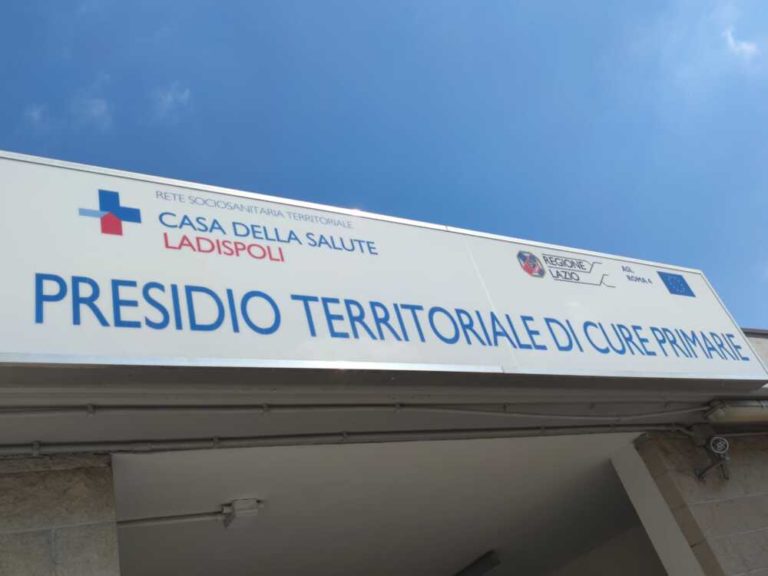 RETE SOCIOSANITARIA TERRITORIALE
CASA DELLA SALUTE
LADISPOLI
REGIONE
LAZIO
ASL
ROMA 4
PRESIDIO TERRITORIALE DI CURE PRIMARIE